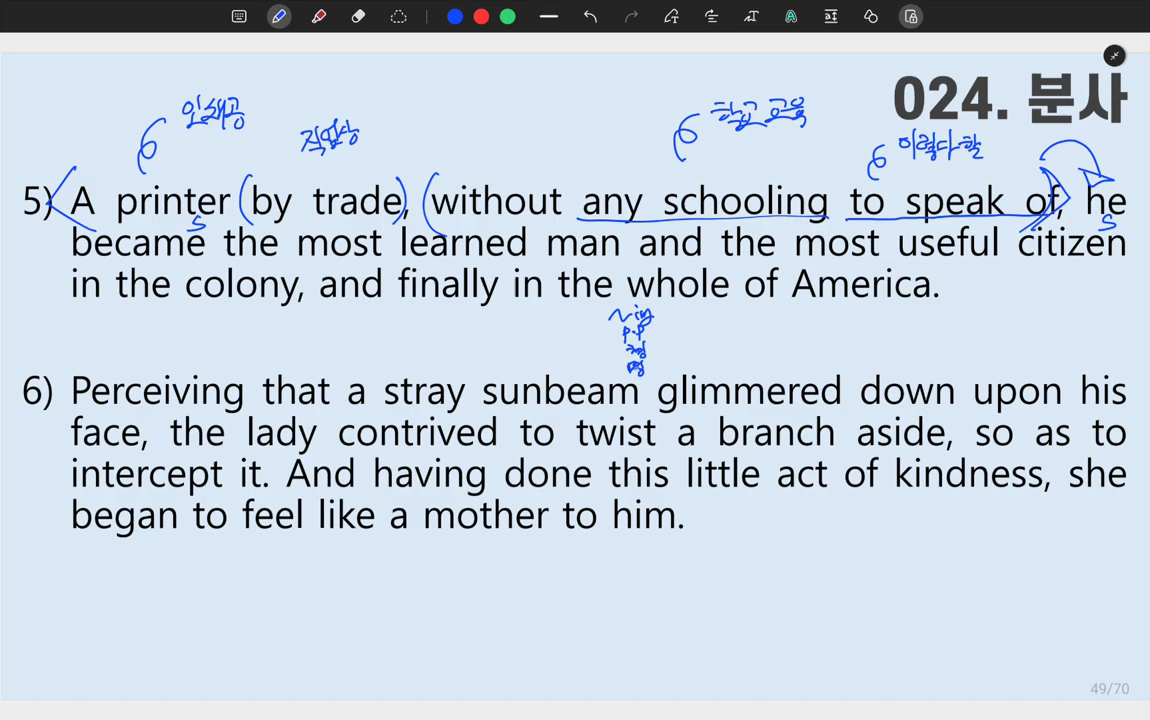 024. 분사
인쇄공
직업상
학교 교육
이렇다 할
5) A printer (by trade), (without any schooling to speak of), he
S
S
became the most learned man and the most useful citizen
in the colony, and finally in the whole of America.
~ing
p.p
형
명
6) Perceiving that a stray sunbeam glimmered down upon his
face, the lady contrived to twist a branch aside, so as to
intercept it. And having done this little act of kindness, she
began to feel like a mother to him.
49/70